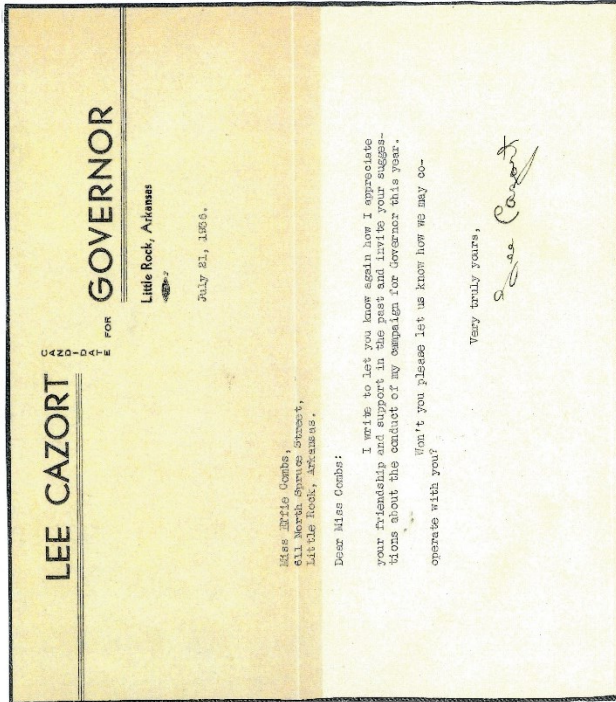 LEE CAZORT
CANDIDATE
FOR
GOVERNOR
Little Rock, Arkansas
July 21, 1936.
Miss Effie Combs,
611 North Spruce Street,
Little Rock, Arkansas.
Dear Miss Combs:
I write to let you know again how I appreciate
your friendship and support in the past and invite your sugges-
tions about the conduct of my campaign for Governor this year.
Won't you please let us know how we may co-
operate with you?
Very truly yours,
Lee Cazort